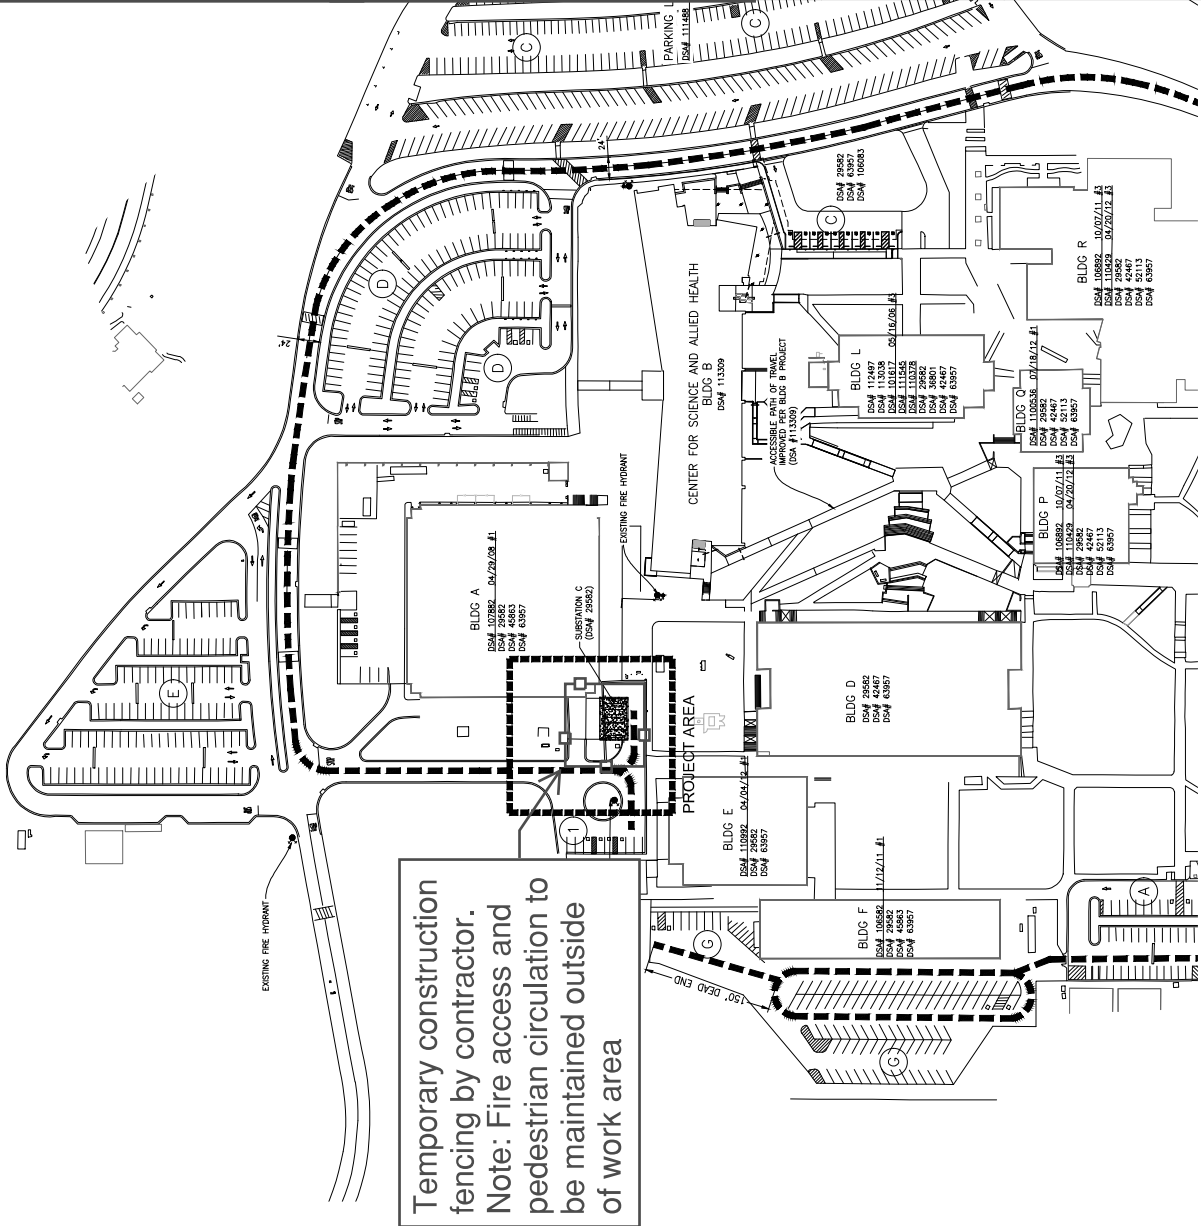 PARKING L
DSA# 111488
C
C
24'
DSA# 29582
DSA# 63957
DSA# 106083
C
D
D
24'
CENTER FOR SCIENCE AND ALLIED HEALTH
BLDG B
DSA# 113309
ACCESSIBLE PATH OF TRAVEL
IMPROVED PER BLDG B PROJECT
(DSA #113309)
BLDG R
DSA# 106892 10/07/11 #3
DSA# 110429 04/20/12 #3
DSA# 29582
DSA# 42467
DSA# 52113
DSA# 63957
BLDG L
DSA# 112497
DSA# 113038
DSA# 101617 05/16/06 #3
DSA# 111545
DSA# 110378
DSA# 29582
DSA# 36801
DSA# 42467
DSA# 63957
BLDG Q
DSA# 1100536 07/18/12 #1
DSA# 29582
DSA# 42467
DSA# 52113
DSA# 63957
BLDG P
DSA# 106892 10/07/11 #3
DSA# 110429 04/20/12 #3
DSA# 29582
DSA# 42467
DSA# 52113
DSA# 63957
EXISTING FIRE HYDRANT
BLDG A
DSA# 107882 04/29/08 #1
DSA# 29582
DSA# 45863
DSA# 63957
SUBSTATION C
(DSA# 29582)
E
BLDG D
DSA# 29582
DSA# 42467
DSA# 63957
PROJECT AREA
BLDG E
DSA# 110992 04/04/12 #1
DSA# 29582
DSA# 63957
1
EXISTING FIRE HYDRANT
BLDG F
DSA# 106582 11/12/11 #1
DSA# 29582
DSA# 45863
DSA# 63957
A
G
150' DEAD END
G
Temporary construction
fencing by contractor.
Note: Fire access and
pedestrian circulation to
be maintained outside
of work area